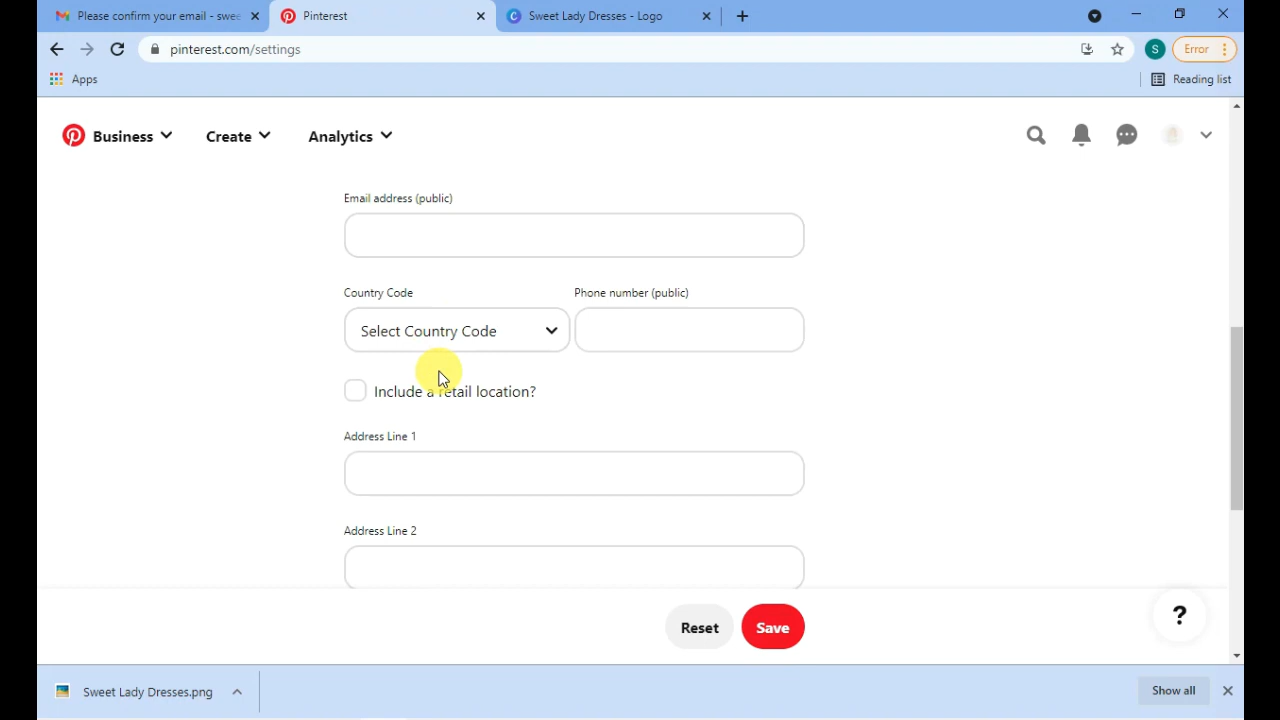 Please confirm your email - swee
Pinterest
Sweet Lady Dresses - Logo
pinterest.com/settings
S
Error
Apps
Reading list
Business
Create
Analytics
Email address (public)
Country Code
Phone number (public)
Select Country Code
Include a retail location?
Address Line 1
Address Line 2
?
Reset
Save
Sweet Lady Dresses.png
Show all